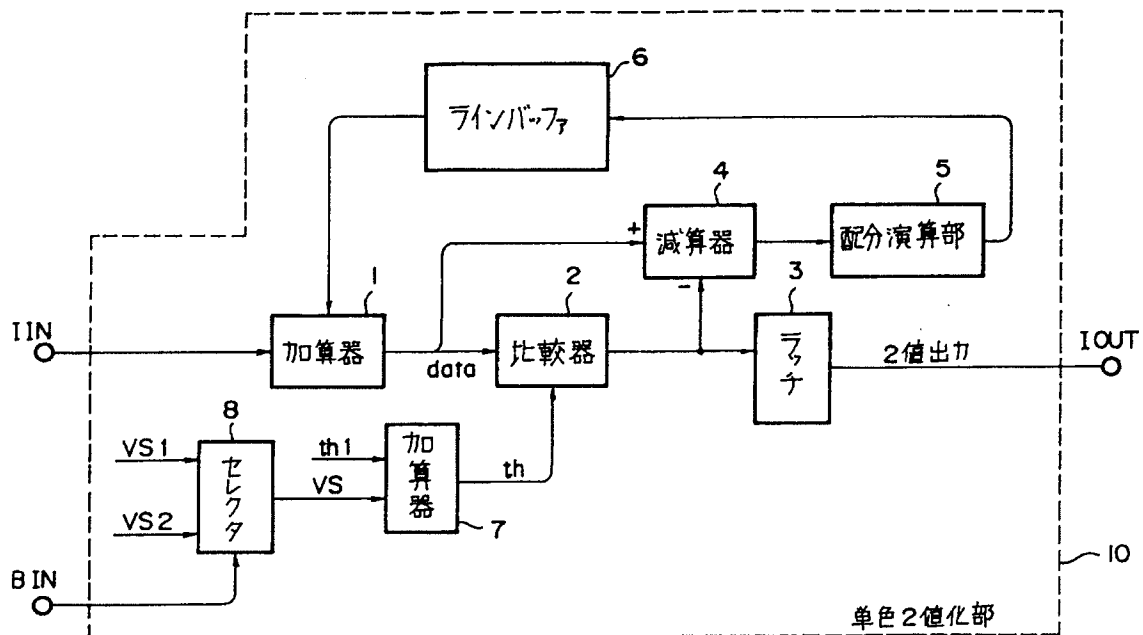 6
ラインバッファ
4
5
+
減算器
配分演算部
-
1
2
3
IIN
加算器
data
比較器
ラッチ
2値出力
IOUT
8
VS1
セレクタ
VS2
VS
th1
加算器
th
7
BIN
10
単色2値化部